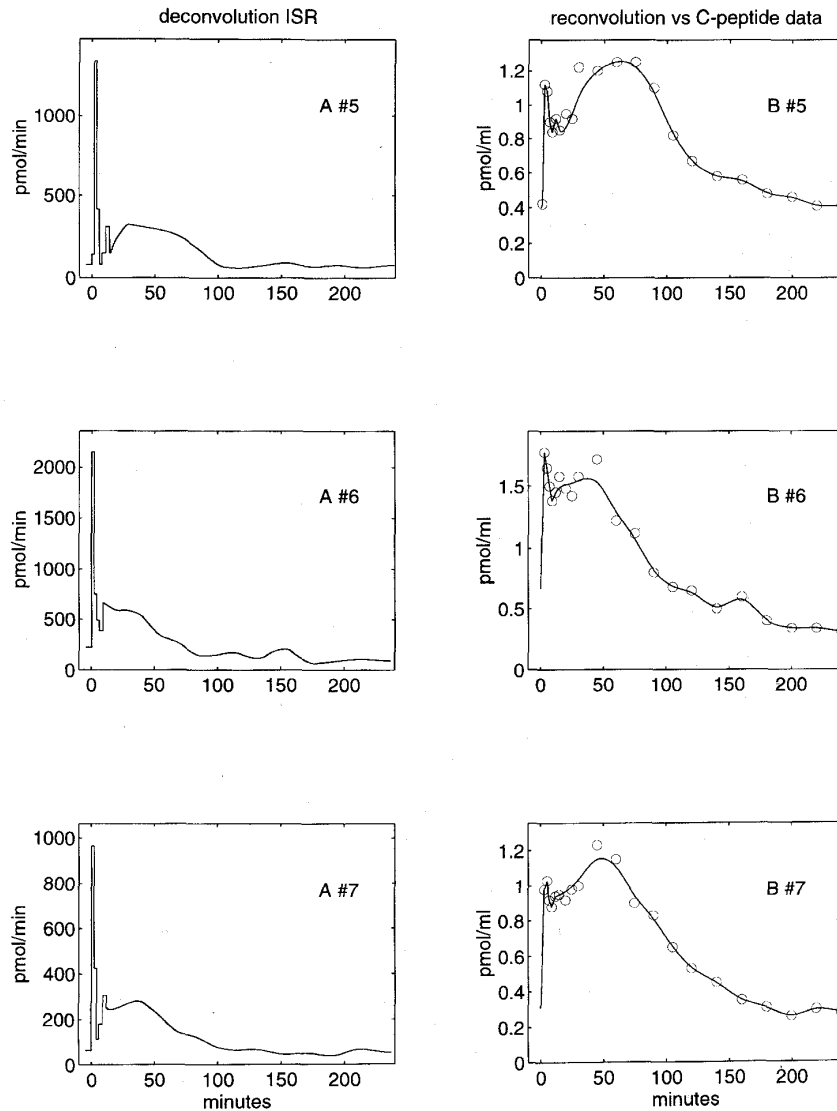 deconvolution ISR
reconvolution vs C-peptide data
pmol/min
1000
500
0
A #5
0 50 100 150 200
pmol/ml
1.2
1
0.8
0.6
0.4
0.2
0
B #5
0 50 100 150 200
pmol/min
2000
1500
1000
500
0
A #6
0 50 100 150 200
pmol/ml
1.5
1
0.5
0
B #6
0 50 100 150 200
pmol/min
1000
800
600
400
200
0
A #7
0 50 100 150 200
minutes
pmol/ml
1.2
1
0.8
0.6
0.4
0.2
0
B #7
0 50 100 150 200
minutes